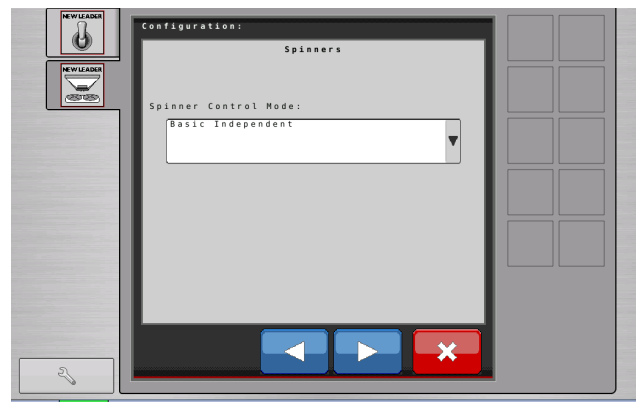 NEW LEADER
Configuration:
Spinners
NEW LEADER
Spinner Control Mode:
Basic Independent